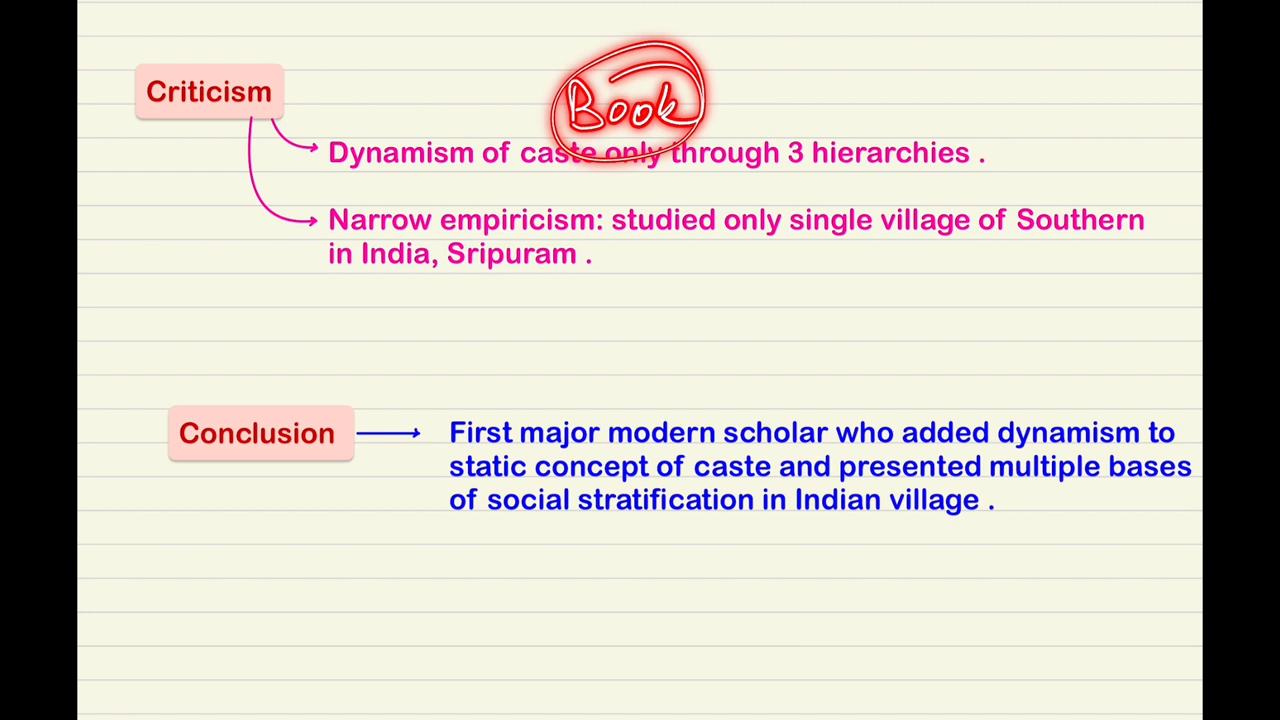 Book
Criticism
Dynamism of caste only through 3 hierarchies .
Narrow empiricism: studied only single village of Southern
in India, Sripuram .
Conclusion
First major modern scholar who added dynamism to
static concept of caste and presented multiple bases
of social stratification in Indian village .